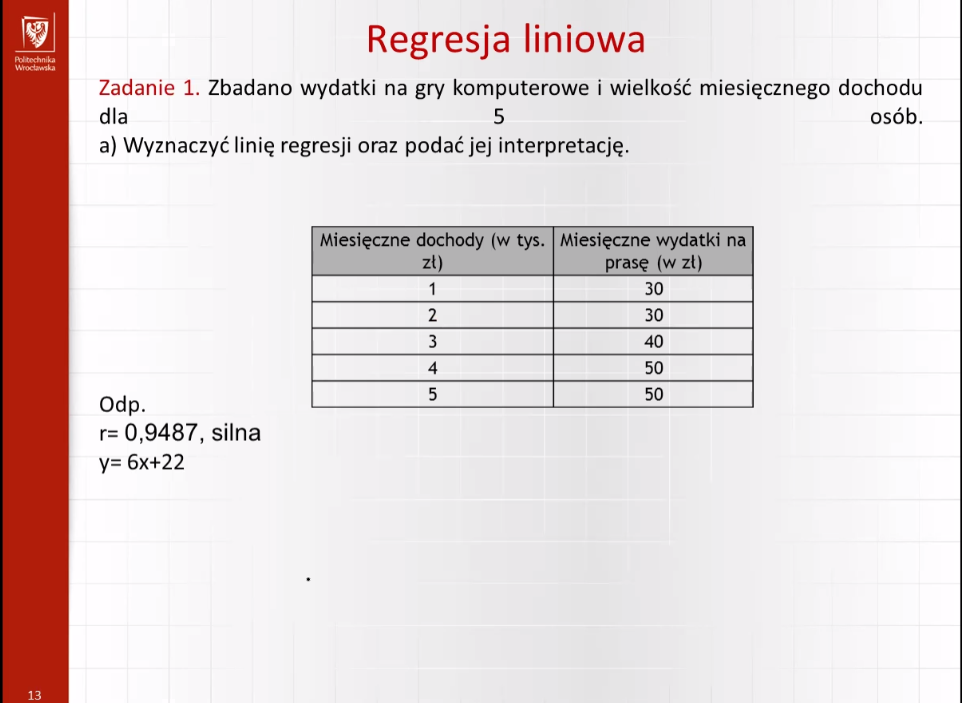 Politechnika
Wrocławska
Regresja liniowa
Zadanie 1. Zbadano wydatki na gry komputerowe i wielkość miesięcznego dochodu
dla 5 osób.
a) Wyznaczyć linię regresji oraz podać jej interpretację.
Miesięczne dochody (w tys. zł) Miesięczne wydatki na prasę (w zł)
1 30
2 30
3 40
4 50
5 50
Odp.
r= 0,9487, silna
y= 6x+22
13